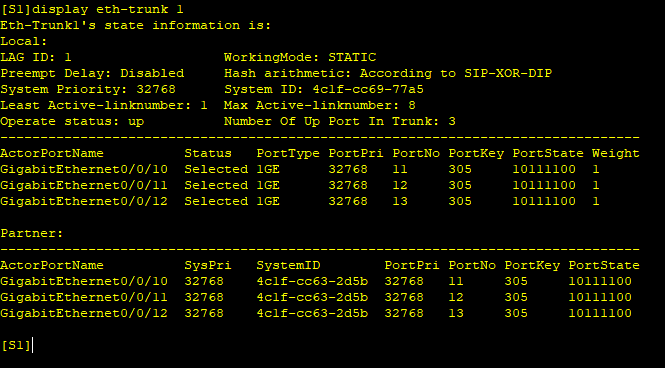 [S1]display eth-trunk 1
Eth-Trunk1's state information is:
Local:
LAG ID: 1                   WorkingMode: STATIC
Preempt Delay: Disabled     Hash arithmetic: According to SIP-XOR-DIP
System Priority: 32768      System ID: 4c1f-cc69-77a5
Least Active-linknumber: 1  Max Active-linknumber: 8
Operate status: up          Number Of Up Port In Trunk: 3
--------------------------------------------------------------------------------
ActorPortName          Status   PortType PortPri PortNo PortKey PortState Weight
GigabitEthernet0/0/10  Selected 1GE      32768   11     305     10111100  1
GigabitEthernet0/0/11  Selected 1GE      32768   12     305     10111100  1
GigabitEthernet0/0/12  Selected 1GE      32768   13     305     10111100  1

Partner:
--------------------------------------------------------------------------------
ActorPortName          SysPri   SystemID        PortPri PortNo PortKey PortState
GigabitEthernet0/0/10  32768    4c1f-cc63-2d5b  32768   11     305     10111100
GigabitEthernet0/0/11  32768    4c1f-cc63-2d5b  32768   12     305     10111100
GigabitEthernet0/0/12  32768    4c1f-cc63-2d5b  32768   13     305     10111100

[S1]